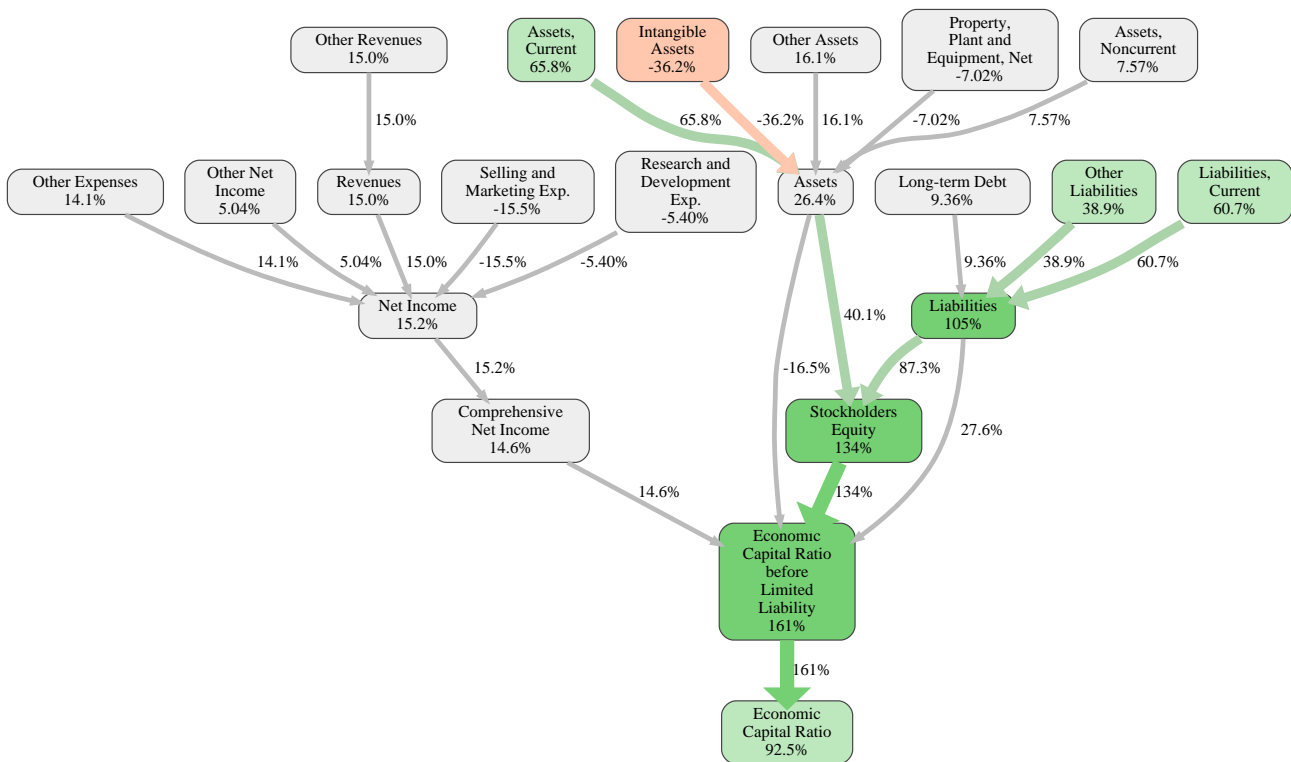 Other Revenues
15.0%
Assets,
Current
65.8%
Intangible
Assets
-36.2%
Other Assets
16.1%
Property,
Plant and
Equipment, Net
-7.02%
Assets,
Noncurrent
7.57%
15.0%
65.8%
-36.2%
16.1%
-7.02%
7.57%
Other Expenses
14.1%
Other Net
Income
5.04%
Revenues
15.0%
Selling and
Marketing Exp.
-15.5%
Research and
Development
Exp.
-5.40%
Assets
26.4%
Long-term Debt
9.36%
Other
Liabilities
38.9%
Liabilities,
Current
60.7%
14.1%
5.04%
15.0%
-15.5%
-5.40%
9.36%
38.9%
60.7%
Net Income
15.2%
40.1%
Liabilities
105%
15.2%
-16.5%
87.3%
Comprehensive
Net Income
14.6%
Stockholders
Equity
134%
27.6%
14.6%
134%
Economic
Capital Ratio
before
Limited
Liability
161%
161%
Economic
Capital Ratio
92.5%